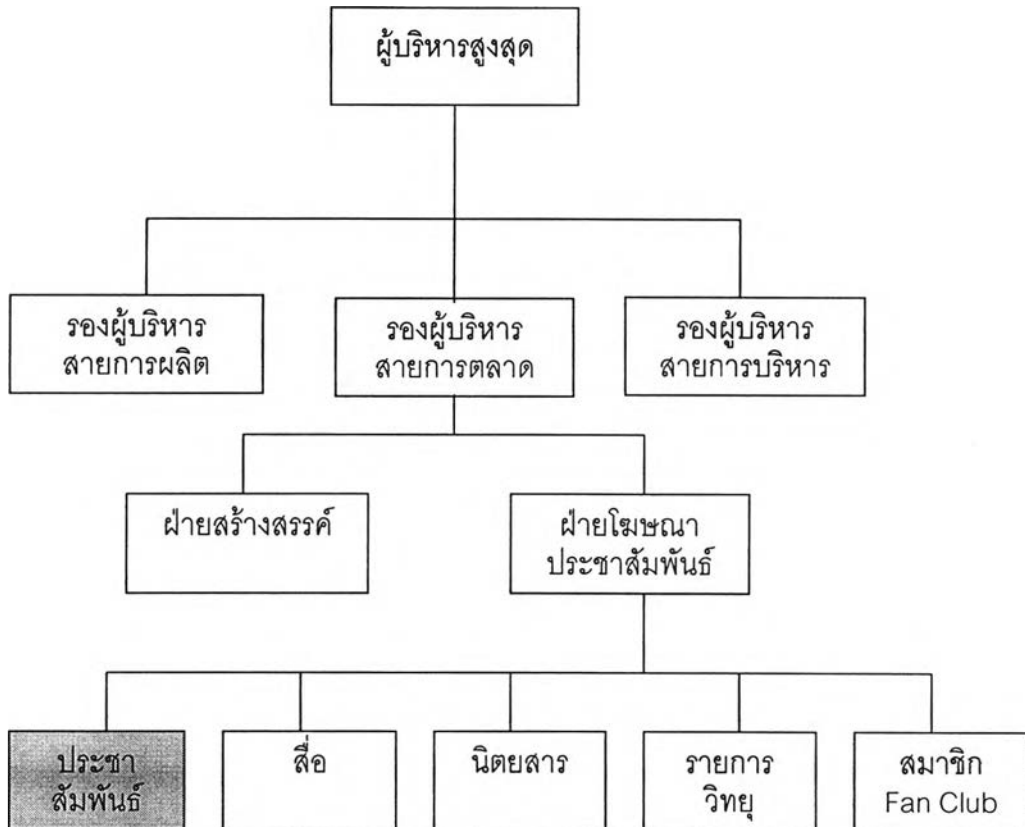 ผู้บริหารสูงสุด
รองผู้บริหาร
สายการผลิต
รองผู้บริหาร
สายการตลาด
รองผู้บริหาร
สายการบริหาร
ฝ่ายสร้างสรรค์
ฝ่ายโฆษณา
ประชาสัมพันธ์
ประชา
สัมพันธ์
สื่อ
นิตยสาร
รายการ
วิทยุ
สมาชิก
Fan Club